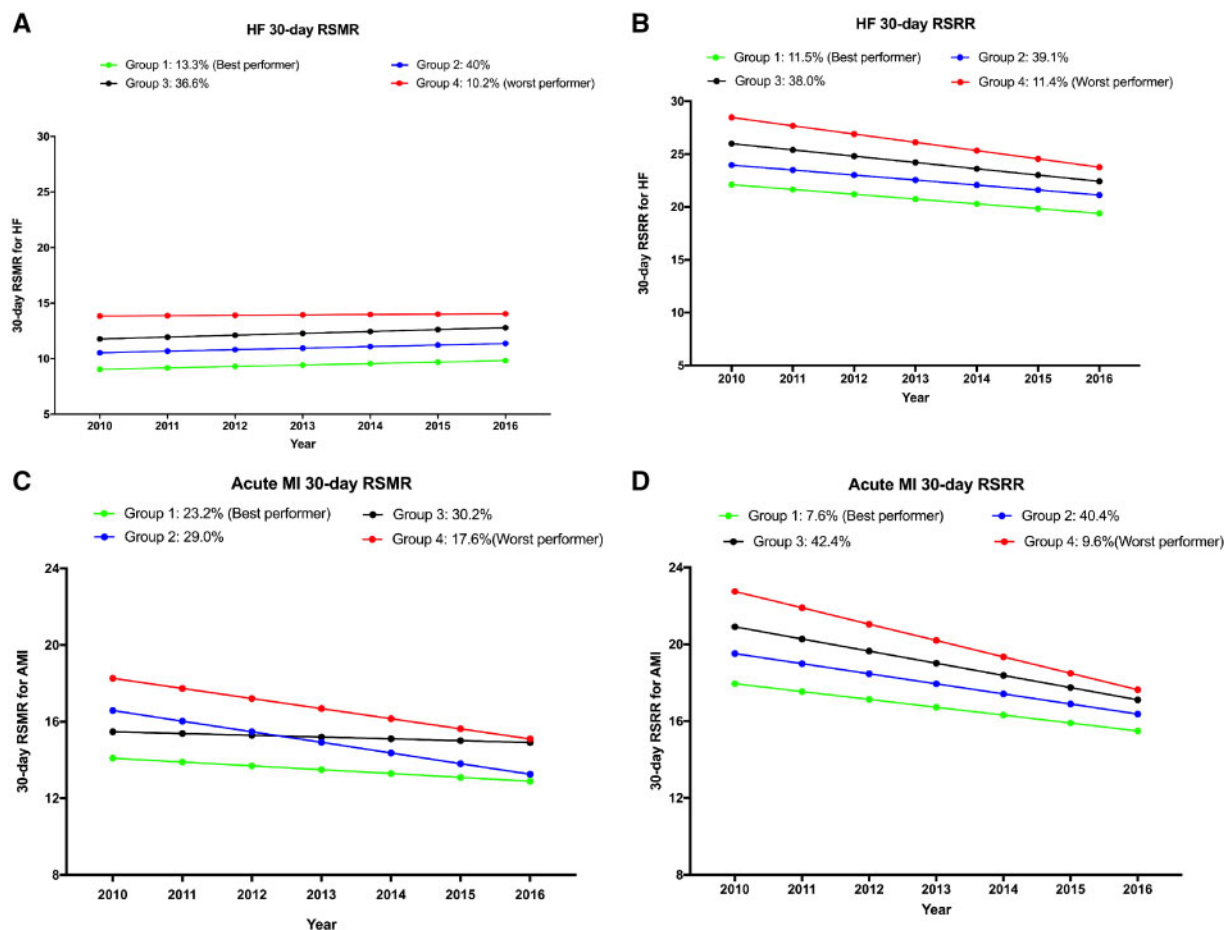 A
HF 30-day RSMR
Group 1: 13.3% (Best performer)
Group 2: 40%
Group 3: 36.6%
Group 4: 10.2% (worst performer)
30
25
20
15
10
5
30-day RSMR for HF
2010 2011 2012 2013 2014 2015 2016
Year
B
HF 30-day RSRR
Group 1: 11.5% (Best performer)
Group 2: 39.1%
Group 3: 38.0%
Group 4: 11.4% (Worst performer)
30
25
20
15
10
5
30-day RSRR for HF
2010 2011 2012 2013 2014 2015 2016
Year
C
Acute MI 30-day RSMR
Group 1: 23.2% (Best performer)
Group 3: 30.2%
Group 2: 29.0%
Group 4: 17.6%(Worst performer)
24
20
16
12
8
30-day RSMR for AMI
2010 2011 2012 2013 2014 2015 2016
Year
D
Acute MI 30-day RSRR
Group 1: 7.6% (Best performer)
Group 2: 40.4%
Group 3: 42.4%
Group 4: 9.6%(Worst performer)
24
20
16
12
8
30-day RSRR for AMI
2010 2011 2012 2013 2014 2015 2016
Year